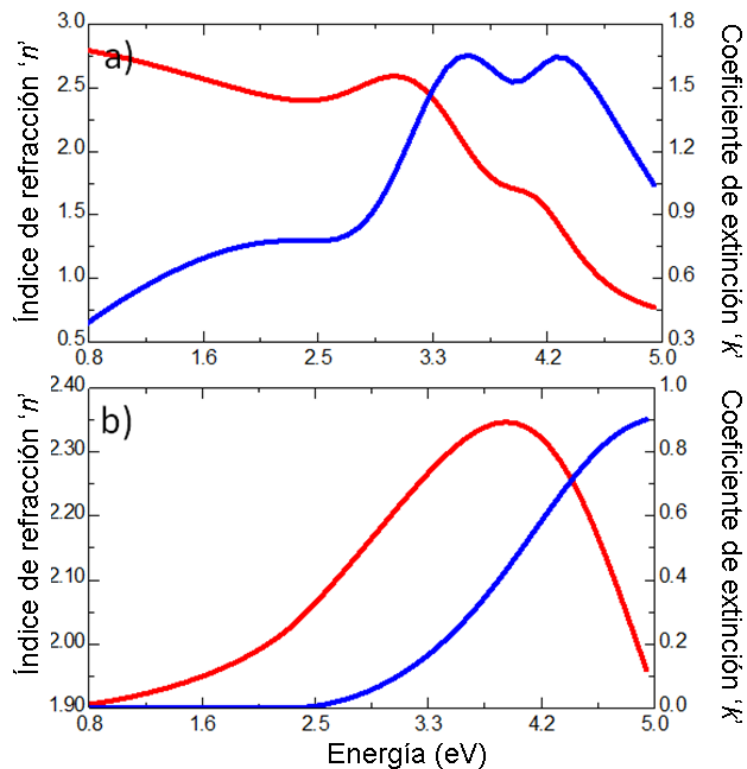 a)
Índice de refracción 'n'
3.0
2.5
2.0
1.5
1.0
0.5
1.8
1.5
1.2
0.9
0.6
0.3
Coeficiente de extinción 'k'
0.8 1.6 2.5 3.3 4.2 5.0
b)
Índice de refracción 'n'
2.40
2.30
2.20
2.10
2.00
1.90
1.0
0.8
0.6
0.4
0.2
0.0
Coeficiente de extinción 'k'
0.8 1.6 2.5 3.3 4.2 5.0
Energía (eV)